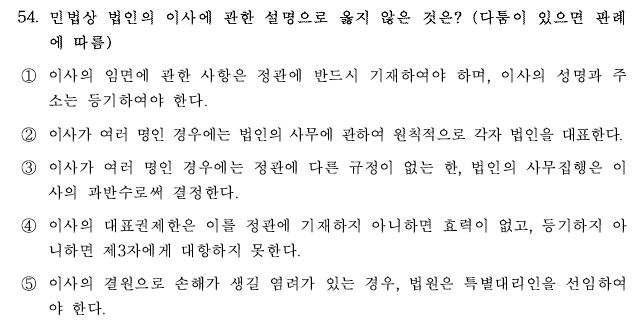 54. 민법상 법인의 이사에 관한 설명으로 옳지 않은 것은? (다툼이 있으면 판례
에 따름)
① 이사의 임면에 관한 사항은 정관에 반드시 기재하여야 하며, 이사의 성명과 주
소는 등기하여야 한다.
② 이사가 여러 명인 경우에는 법인의 사무에 관하여 원칙적으로 각자 법인을 대표한다.
③ 이사가 여러 명인 경우에는 정관에 다른 규정이 없는 한, 법인의 사무집행은 이
사의 과반수로써 결정한다.
④ 이사의 대표권제한은 이를 정관에 기재하지 아니하면 효력이 없고, 등기하지 아
니하면 제3자에게 대항하지 못한다.
⑤ 이사의 결원으로 손해가 생길 염려가 있는 경우, 법원은 특별대리인을 선임하여
야 한다.